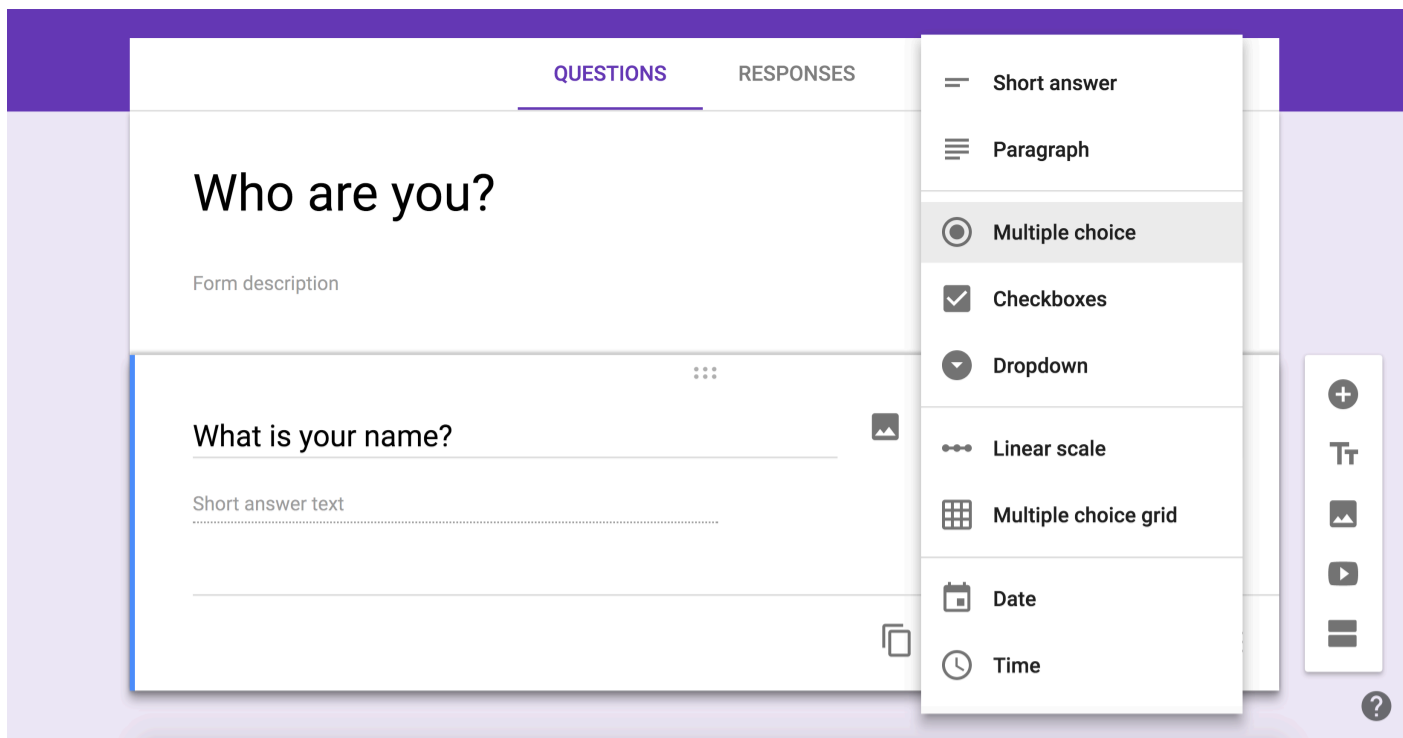 QUESTIONS RESPONSES
Who are you?
Form description
What is your name?
Short answer text
Short answer
Paragraph
Multiple choice
Checkboxes
Dropdown
Linear scale
Multiple choice grid
Date
Time